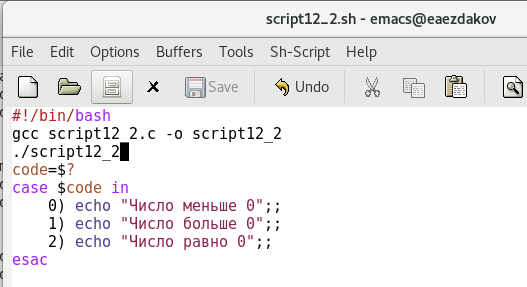 script12_2.sh - emacs@eaezdakov
File Edit Options Buffers Tools Sh-Script Help
Save Undo
#!/bin/bash
gcc script12_2.c -o script12_2
./script12_2
code=$?
case $code in
    0) echo "Число меньше 0";;
    1) echo "Число больше 0";;
    2) echo "Число равно 0";;
esac